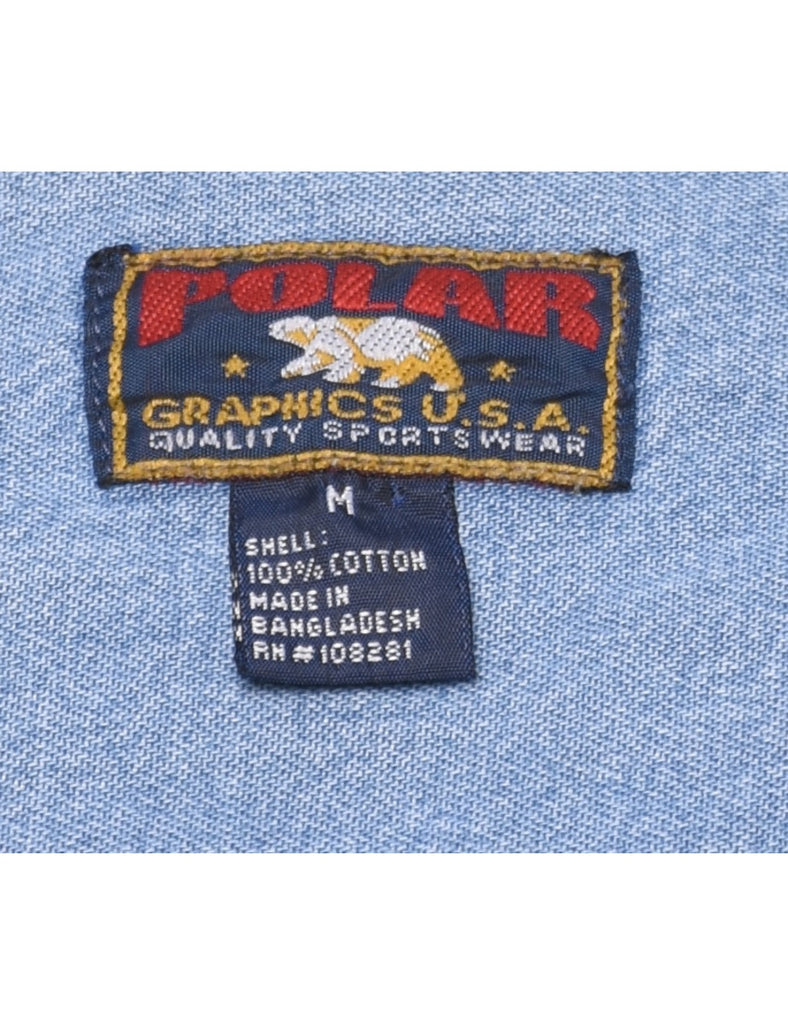 POLAR
GRAPHICS U.S.A.
QUALITY SPORTSWEAR
M
SHELL:
100% COTTON
MADE IN
BANGLADESH
RN #108281